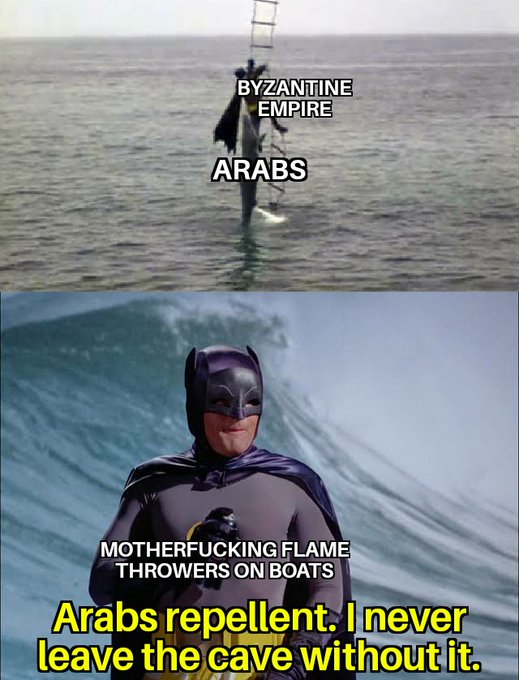 BYZANTINE
EMPIRE
ARABS
MOTHERFUCKING FLAME
THROWERS ON BOATS
Arabs repellent. I never
leave the cave without it.